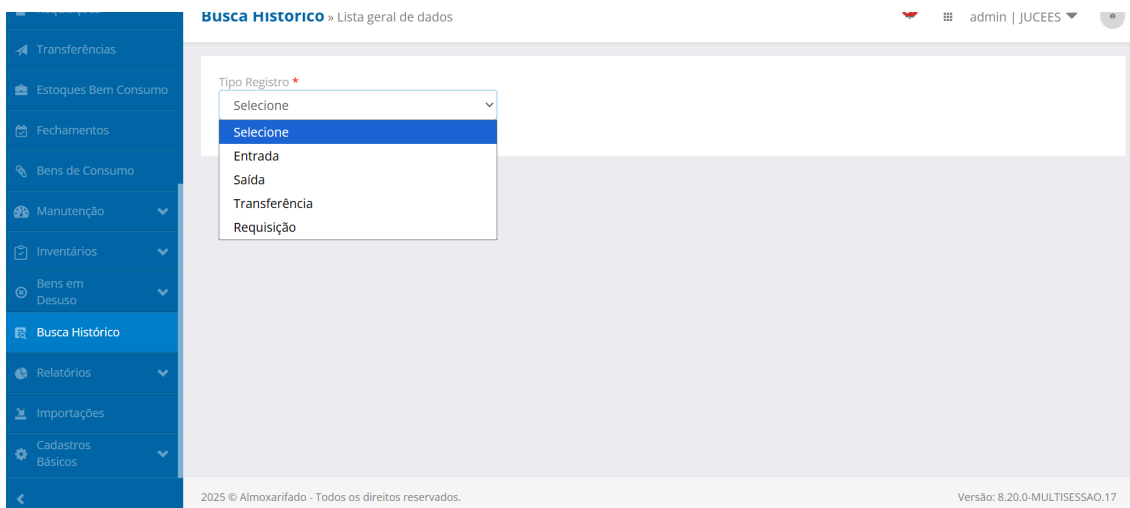 Busca Histórico » Lista geral de dados
admin | JUCEES
Transferências
Estoques Bem Consumo
Fechamentos
Bens de Consumo
Manutenção
Inventários
Bens em
Desuso
Busca Histórico
Relatórios
Importações
Cadastros
Básicos
Tipo Registro *
Selecione
Selecione
Entrada
Saída
Transferência
Requisição
2025 © Almoxarifado - Todos os direitos reservados.
Versão: 8.20.0-MULTISESSAO.17